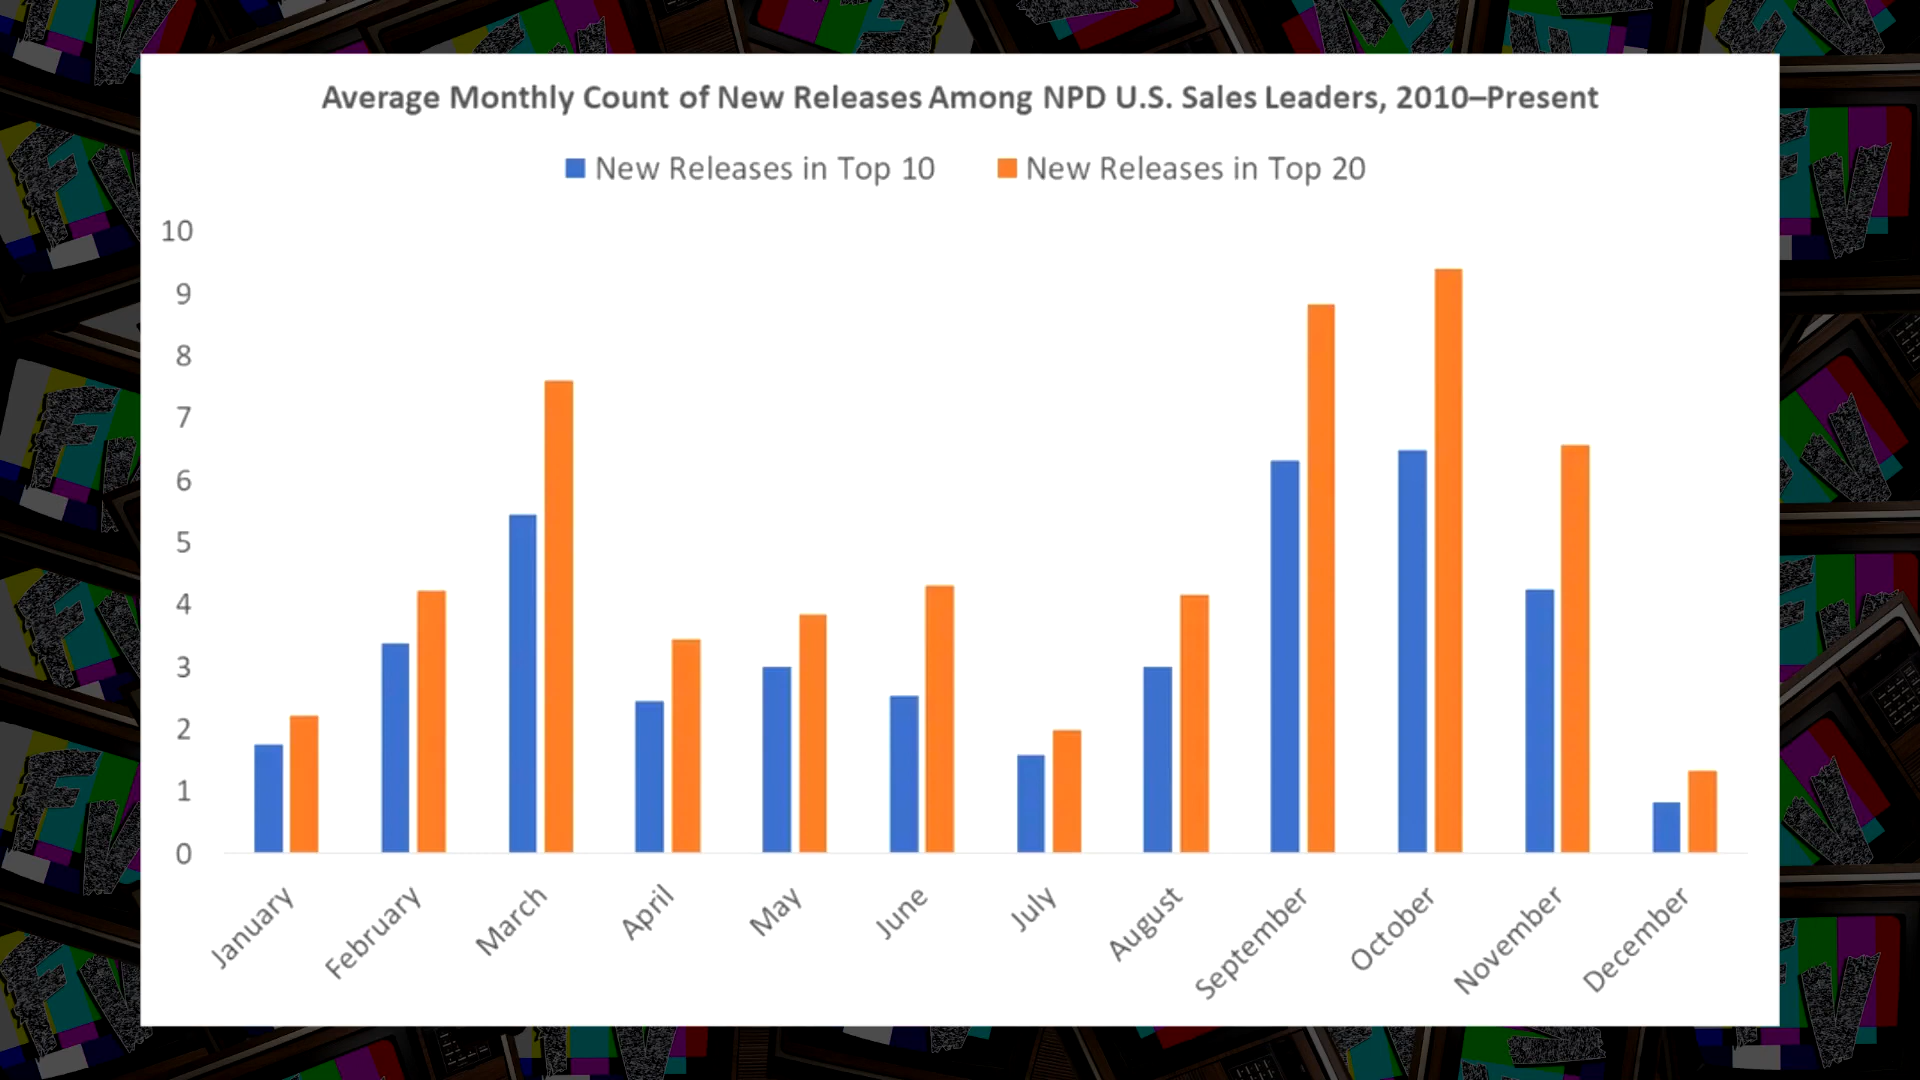 Average Monthly Count of New Releases Among NPD U.S. Sales Leaders, 2010–Present
New Releases in Top 10
New Releases in Top 20
10
9
8
7
6
5
4
3
2
1
0
January
February
March
April
May
June
July
August
September
October
November
December